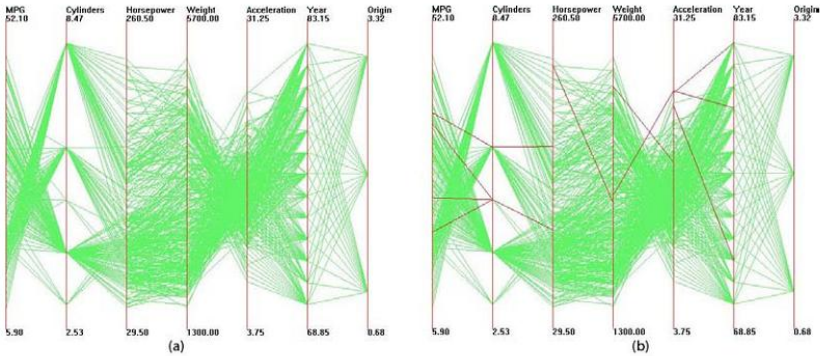 MPG Cylinders Horsepower Weight Acceleration Year Origin
52.10 8.47 260.50 5700.00 31.25 83.15 3.32
5.90 2.53 29.50 1300.00 3.75 68.85 0.68
(a)
MPG Cylinders Horsepower Weight Acceleration Year Origin
52.10 8.47 260.50 5700.00 31.25 83.15 3.32
5.90 2.53 29.50 1300.00 3.75 68.85 0.68
(b)